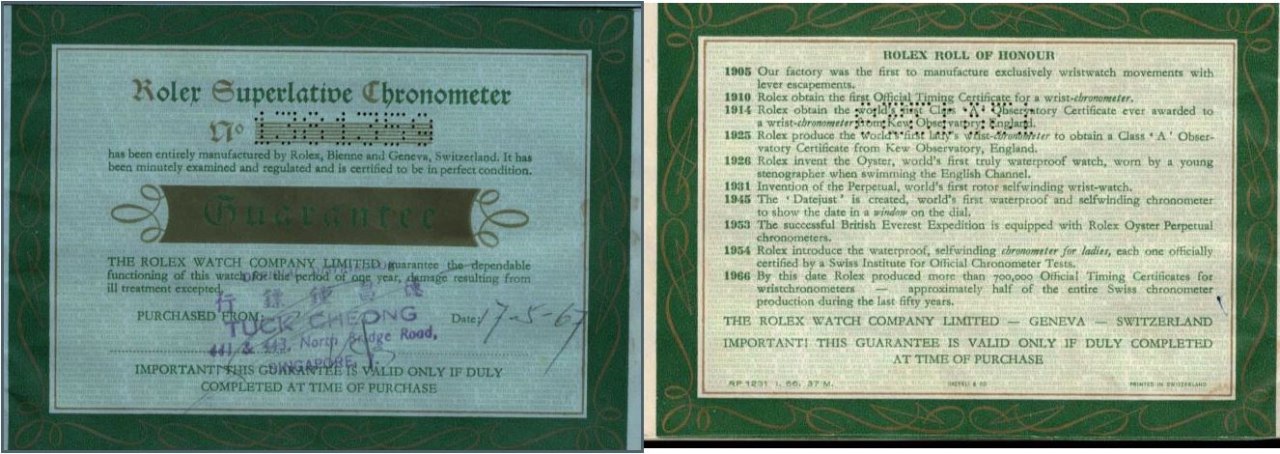 Rolex Superlative Chronometer
No
has been entirely manufactured by Rolex, Bienne and Geneva, Switzerland. It has
been minutely examined and regulated and is certified to be in perfect condition.
Guarantee
THE ROLEX WATCH COMPANY LIMITED guarantee the dependable
functioning of this watch for the period of one year, damage resulting from
ill treatment excepted.
德昌鐘錶行
PURCHASED FROM:
TUCK CHEONG
Date: 17-5-67
441 & 443, North Bridge Road,
SINGAPORE
IMPORTANT! THIS GUARANTEE IS VALID ONLY IF DULY
COMPLETED AT TIME OF PURCHASE
ROLEX ROLL OF HONOUR
1905 Our factory was the first to manufacture exclusively wristwatch movements with
lever escapements.
1910 Rolex obtain the first Official Timing Certificate for a wrist-chronometer.
1914 Rolex obtain the world's first Class 'A' Observatory Certificate ever awarded to
a wrist-chronometer from Kew Observatory, England.
1925 Rolex produce the world's first lady's wrist-chronometer to obtain a Class 'A' Obser-
vatory Certificate from Kew Observatory, England.
1926 Rolex invent the Oyster, world's first truly waterproof watch, worn by a young
stenographer when swimming the English Channel.
1931 Invention of the Perpetual, world's first rotor selfwinding wrist-watch.
1945 The 'Datejust' is created, world's first waterproof and selfwinding chronometer
to show the date in a window on the dial.
1953 The successful British Everest Expedition is equipped with Rolex Oyster Perpetual
chronometers.
1954 Rolex introduce the waterproof, selfwinding chronometer for ladies, each one officially
certified by a Swiss Institute for Official Chronometer Tests.
1966 By this date Rolex produced more than 700,000 Official Timing Certificates for
wristchronometers — approximately half of the entire Swiss chronometer
production during the last fifty years.
THE ROLEX WATCH COMPANY LIMITED — GENEVA — SWITZERLAND
IMPORTANT! THIS GUARANTEE IS VALID ONLY IF DULY COMPLETED
AT TIME OF PURCHASE
RP 1231 I. 66. 37 M. PRINTED IN SWITZERLAND